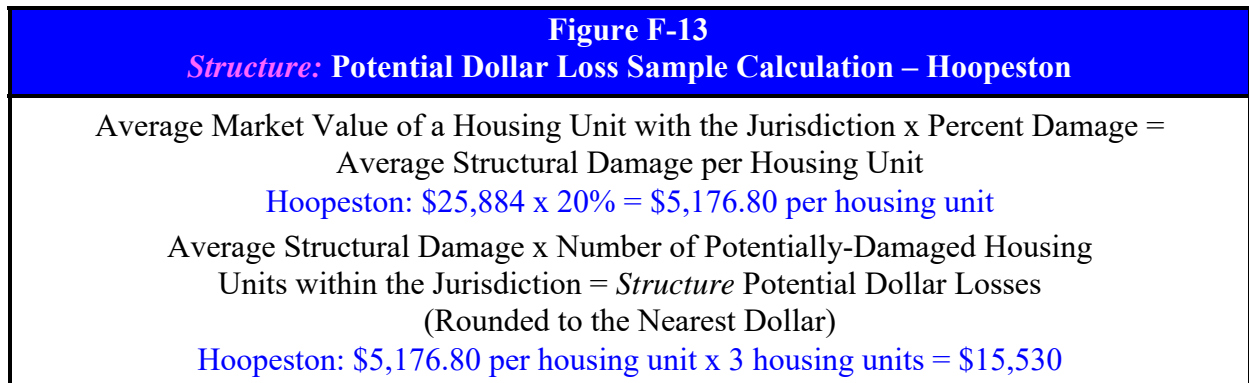 Figure F-13
Structure: Potential Dollar Loss Sample Calculation – Hoopeston
Average Market Value of a Housing Unit with the Jurisdiction x Percent Damage =
Average Structural Damage per Housing Unit
Hoopeston: $25,884 x 20% = $5,176.80 per housing unit
Average Structural Damage x Number of Potentially-Damaged Housing
Units within the Jurisdiction = Structure Potential Dollar Losses
(Rounded to the Nearest Dollar)
Hoopeston: $5,176.80 per housing unit x 3 housing units = $15,530